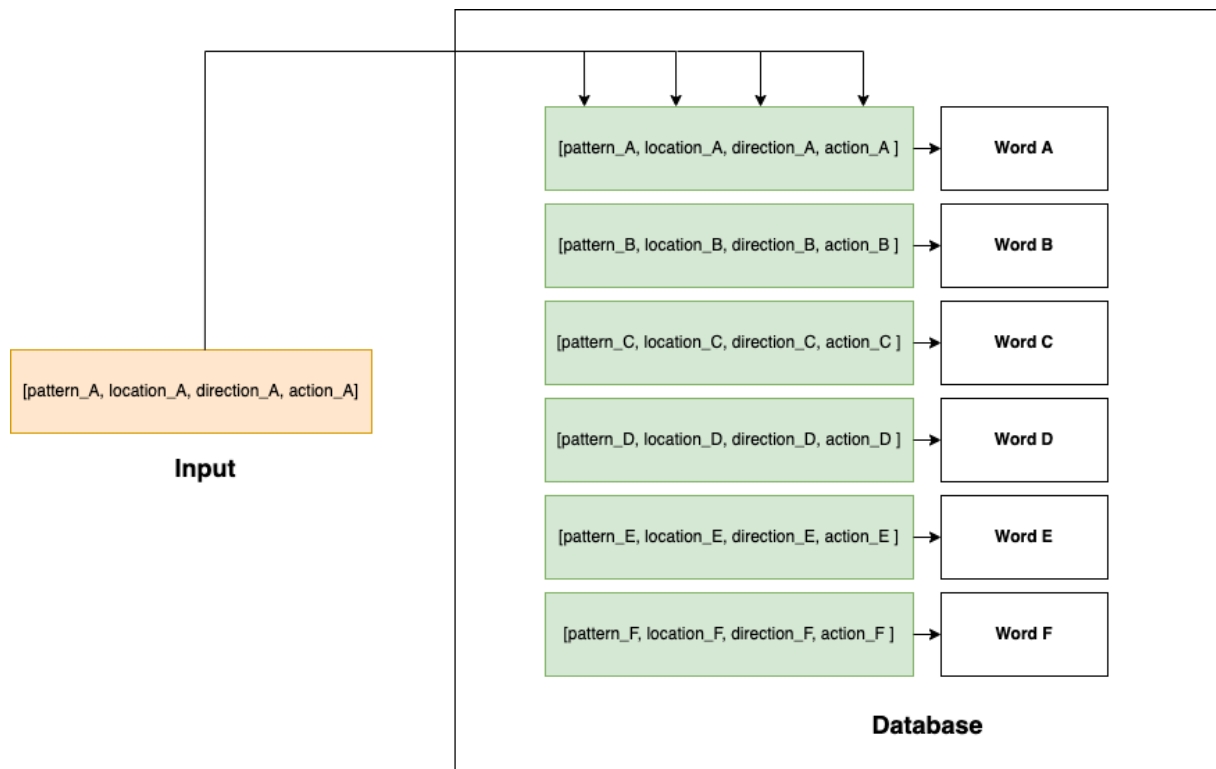 [pattern_A, location_A, direction_A, action_A ]
Word A
[pattern_B, location_B, direction_B, action_B ]
Word B
[pattern_C, location_C, direction_C, action_C ]
Word C
[pattern_A, location_A, direction_A, action_A]
Input
[pattern_D, location_D, direction_D, action_D ]
Word D
[pattern_E, location_E, direction_E, action_E ]
Word E
[pattern_F, location_F, direction_F, action_F ]
Word F
Database